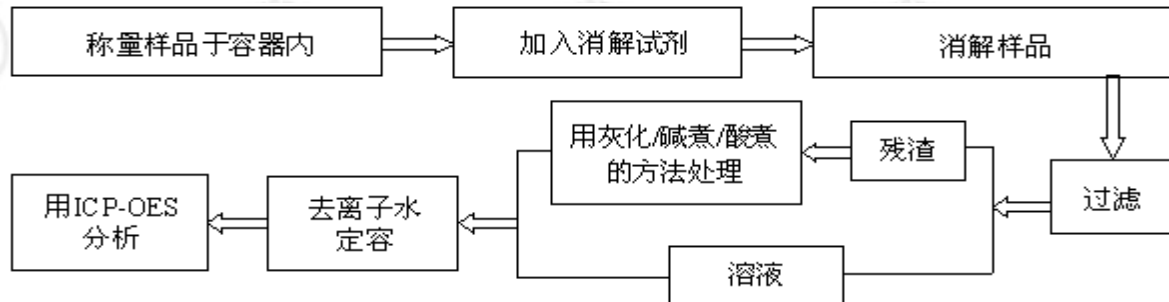 称量样品于容器内
加入消解试剂
消解样品
过滤
残渣
用灰化/碱煮/酸煮
的方法处理
溶液
去离子水
定容
用ICP-OES
分析